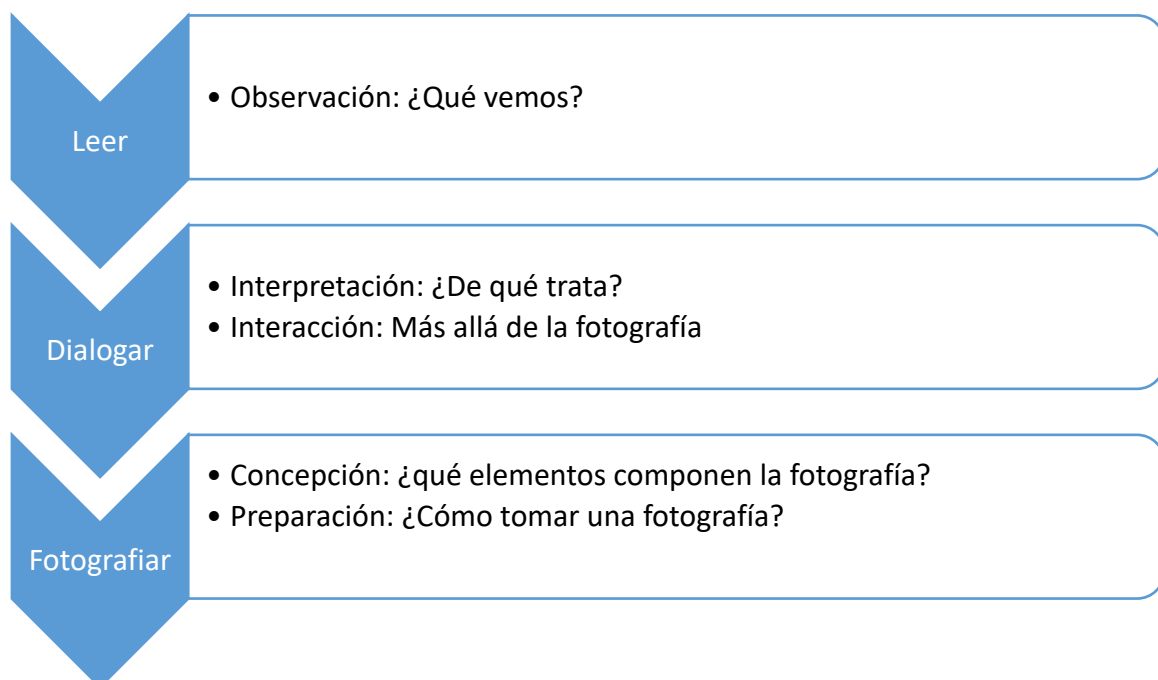 Leer
• Observación: ¿Qué vemos?
Dialogar
• Interpretación: ¿De qué trata?
• Interacción: Más allá de la fotografía
Fotografiar
• Concepción: ¿qué elementos componen la fotografía?
• Preparación: ¿Cómo tomar una fotografía?